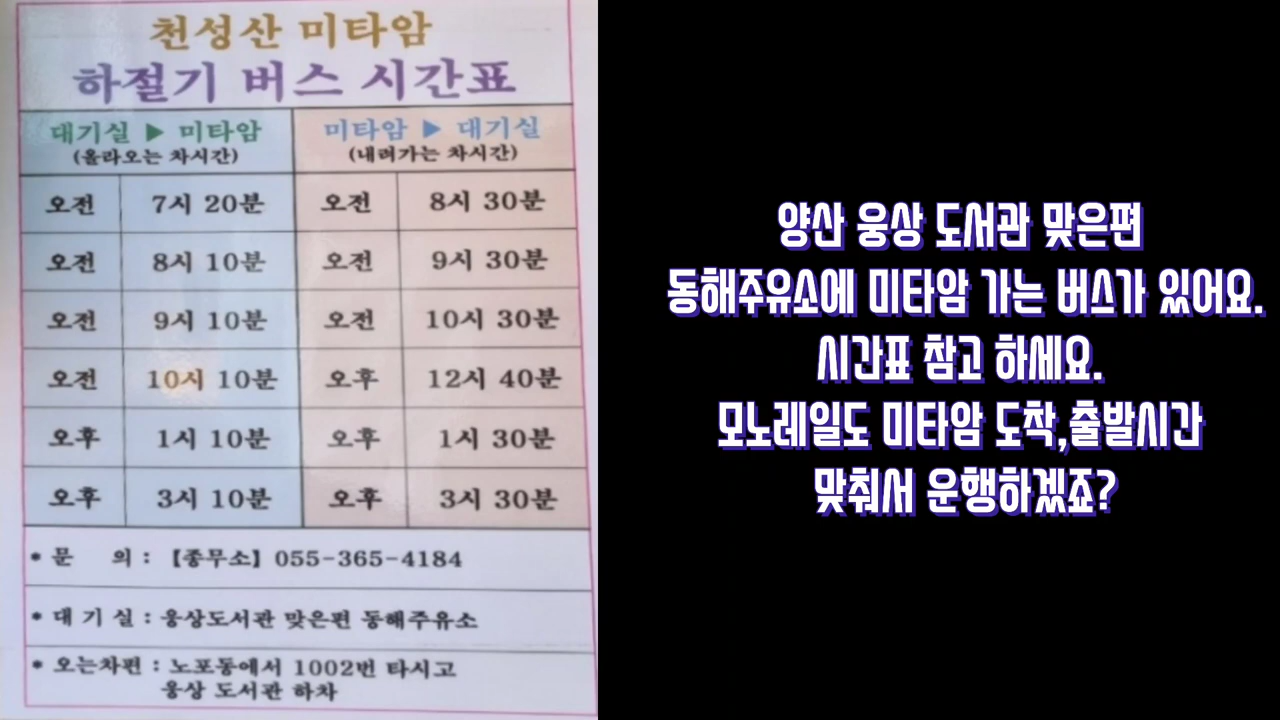 천성산 미타암
하절기 버스 시간표
대기실 ▶ 미타암 미타암 ▶ 대기실
(올라오는 차시간) (내려가는 차시간)
오전 7시 20분 오전 8시 30분
오전 8시 10분 오전 9시 30분
오전 9시 10분 오전 10시 30분
오전 10시 10분 오후 12시 40분
오후 1시 10분 오후 1시 30분
오후 3시 10분 오후 3시 30분
* 문 의 : 【종무소】 055-365-4184
* 대 기 실 : 웅상도서관 맞은편 동해주유소
* 오는차편 : 노포동에서 1002번 타시고
웅상 도서관 하차
양산 웅상 도서관 맞은편
동해주유소에 미타암 가는 버스가 있어요.
시간표 참고 하세요.
모노레일도 미타암 도착,출발시간
맞춰서 운행하겠죠?